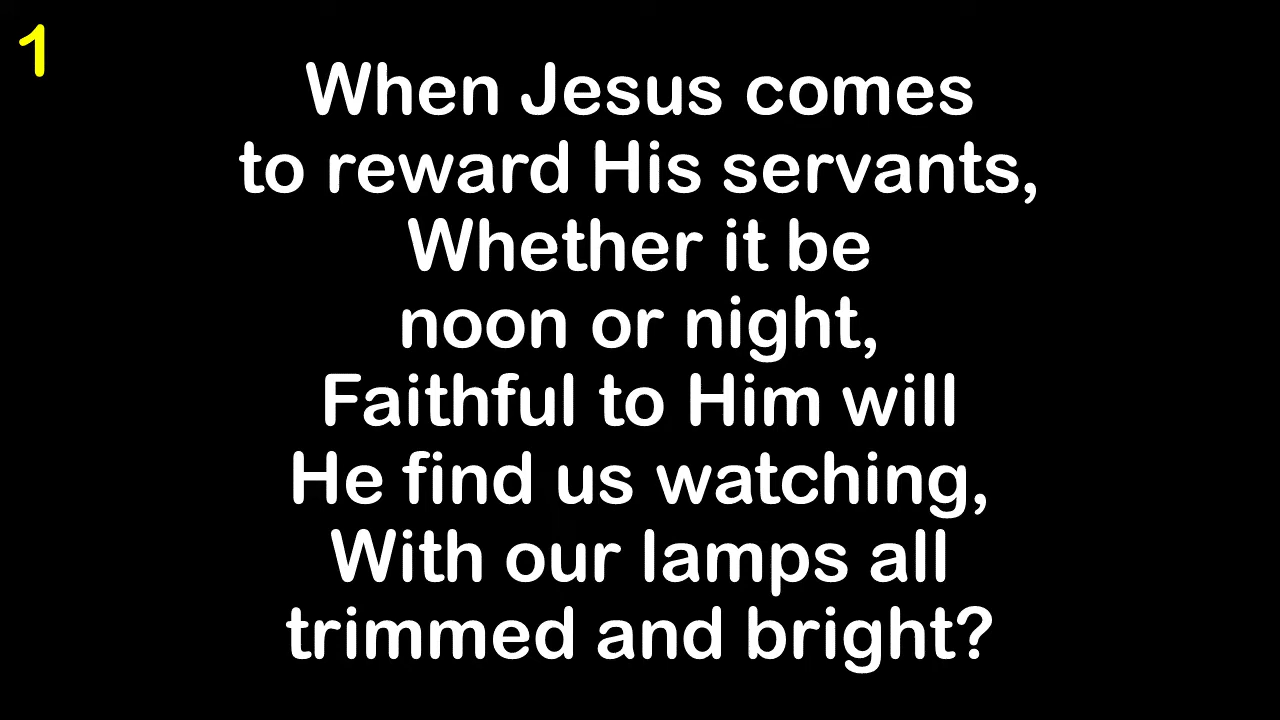 1
When Jesus comes
to reward His servants,
Whether it be
noon or night,
Faithful to Him will
He find us watching,
With our lamps all
trimmed and bright?